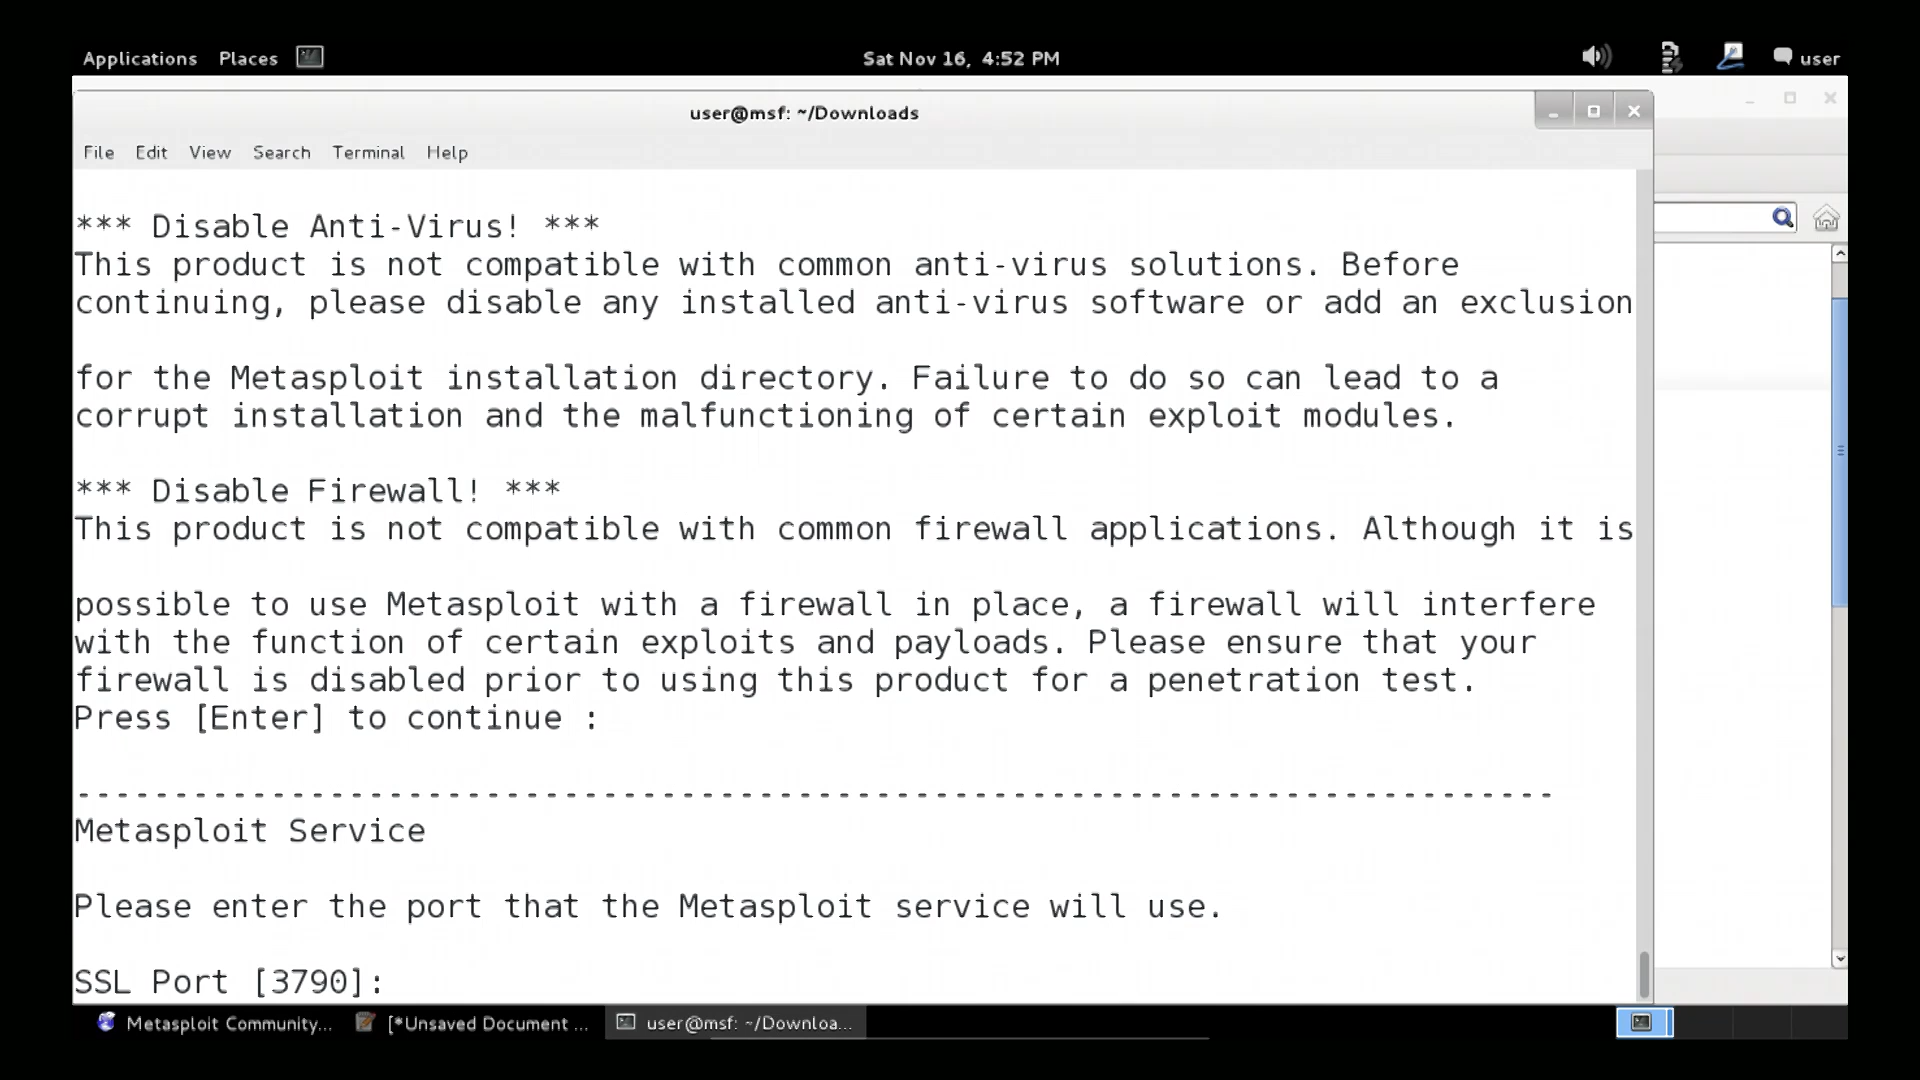 Applications Places Sat Nov 16, 4:52 PM user
user@msf: ~/Downloads
File Edit View Search Terminal Help
*** Disable Anti-Virus! ***
This product is not compatible with common anti-virus solutions. Before
continuing, please disable any installed anti-virus software or add an exclusion
for the Metasploit installation directory. Failure to do so can lead to a
corrupt installation and the malfunctioning of certain exploit modules.
*** Disable Firewall! ***
This product is not compatible with common firewall applications. Although it is
possible to use Metasploit with a firewall in place, a firewall will interfere
with the function of certain exploits and payloads. Please ensure that your
firewall is disabled prior to using this product for a penetration test.
Press [Enter] to continue :
----------------------------------------------------------------------------
Metasploit Service
Please enter the port that the Metasploit service will use.
SSL Port [3790]:
Metasploit Community... [*Unsaved Document ... user@msf: ~/Downloa...